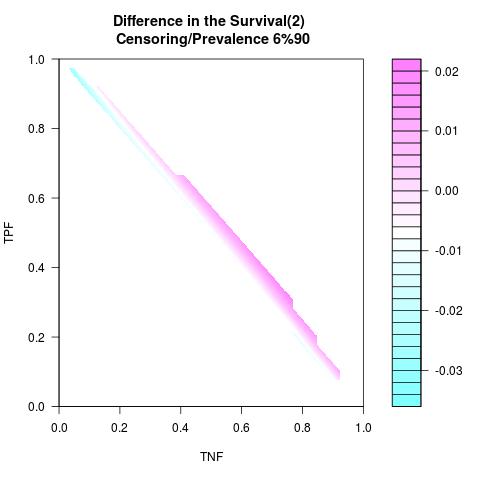 Difference in the Survival(2)
Censoring/Prevalence 6%90
1.0
0.8
0.6
0.4
0.2
0.0
TPF
0.0 0.2 0.4 0.6 0.8 1.0
TNF
0.02
0.01
0.00
-0.01
-0.02
-0.03